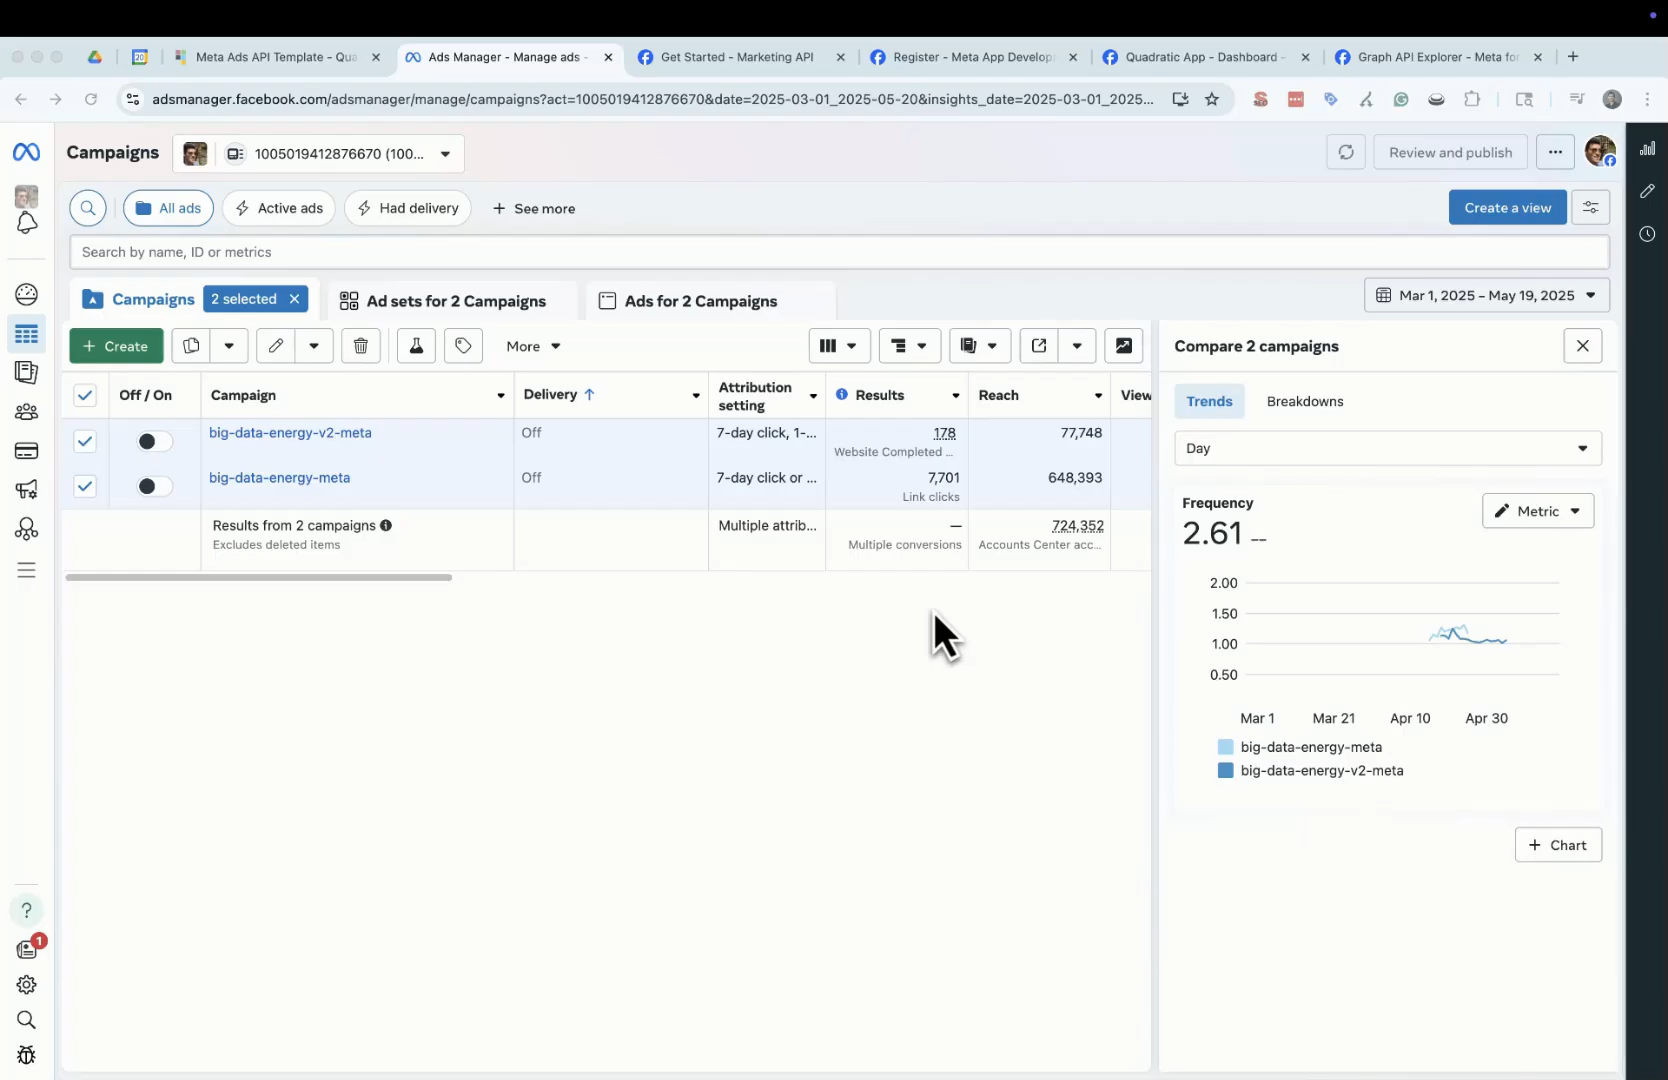 Meta Ads API Template - Qua
Ads Manager - Manage ads -
Get Started - Marketing API
Register - Meta App Develop
Quadratic App - Dashboard -
Graph API Explorer - Meta for
20
adsmanager.facebook.com/adsmanager/manage/campaigns?act=1005019412876670&date=2025-03-01_2025-05-20&insights_date=2025-03-01_2025...
Campaigns
1005019412876670 (100...
Review and publish
All ads
Active ads
Had delivery
+ See more
Create a view
Search by name, ID or metrics
Campaigns
2 selected
Ad sets for 2 Campaigns
Ads for 2 Campaigns
Mar 1, 2025 – May 19, 2025
+ Create
More
Off / On
Campaign
Delivery ↑
Attribution
setting
Results
Reach
View
big-data-energy-v2-meta
Off
7-day click, 1-...
178
Website Completed ...
77,748
big-data-energy-meta
Off
7-day click or ...
7,701
Link clicks
648,393
Results from 2 campaigns
Excludes deleted items
Multiple attrib...
—
Multiple conversions
724,352
Accounts Center acc...
Compare 2 campaigns
Trends
Breakdowns
Day
Frequency
2.61 --
Metric
2.00
1.50
1.00
0.50
Mar 1
Mar 21
Apr 10
Apr 30
big-data-energy-meta
big-data-energy-v2-meta
+ Chart
?
1